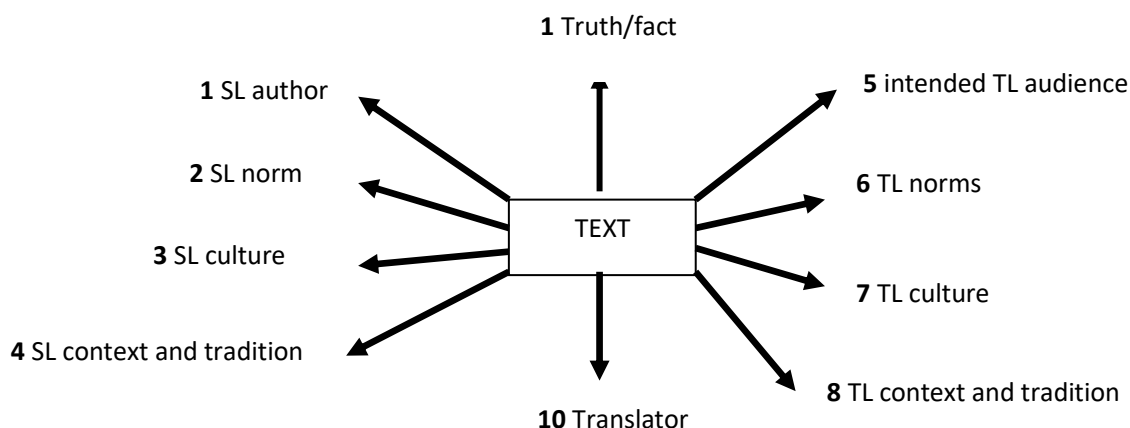 1 Truth/fact
1 SL author
5 intended TL audience
2 SL norm
6 TL norms
TEXT
3 SL culture
7 TL culture
4 SL context and tradition
8 TL context and tradition
10 Translator